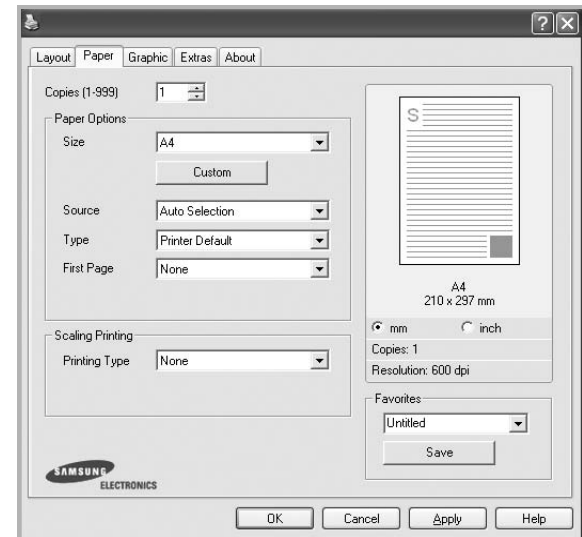 ? X
Layout Paper Graphic Extras About
Copies (1-999) 1
Paper Options
Size A4
Custom
Source Auto Selection
Type Printer Default
First Page None
Scaling Printing
Printing Type None
SAMSUNG
ELECTRONICS
S
A4
210 x 297 mm
mm inch
Copies: 1
Resolution: 600 dpi
Favorites
Untitled
Save
OK Cancel Apply Help